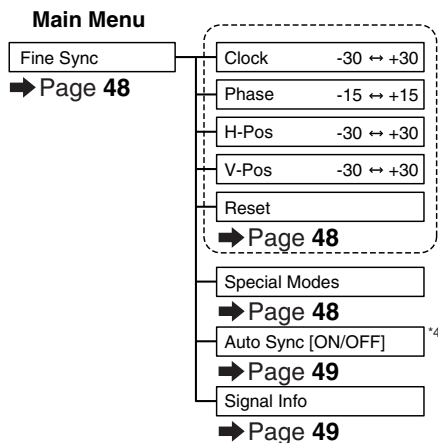 Main Menu
Fine Sync
➡ Page 48
Clock -30 ↔ +30
Phase -15 ↔ +15
H-Pos -30 ↔ +30
V-Pos -30 ↔ +30
Reset
➡ Page 48
Special Modes
➡ Page 48
Auto Sync [ON/OFF] *4
➡ Page 49
Signal Info
➡ Page 49